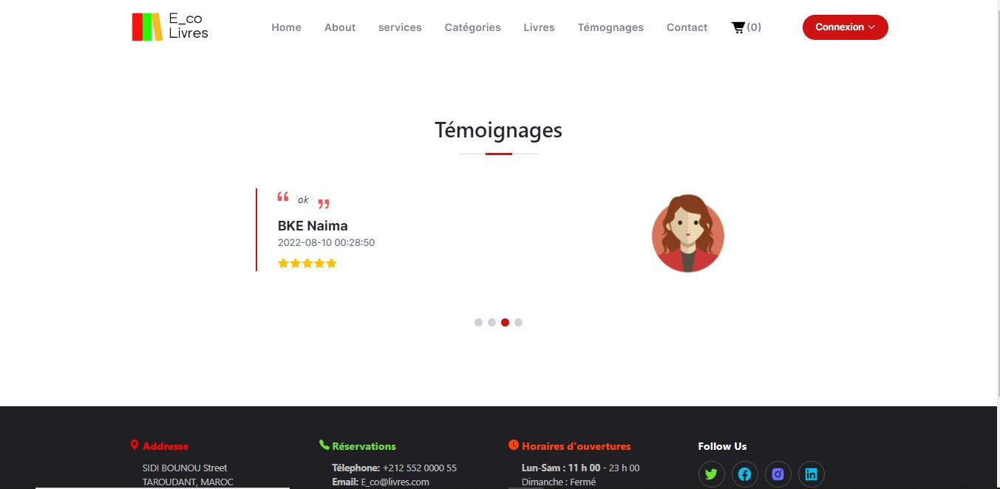 E_co
Livres
Home About services Catégories Livres Témognages Contact (0) Connexion
Témoignages
“ ok ”
BKE Naima
2022-08-10 00:28:50
Addresse
SIDI BOUNOU Street
TAROUDANT, MAROC
Réservations
Télephone: +212 552 0000 55
Email: E_co@livres.com
Horaires d'ouvertures
Lun-Sam : 11 h 00 - 23 h 00
Dimanche : Fermé
Follow Us